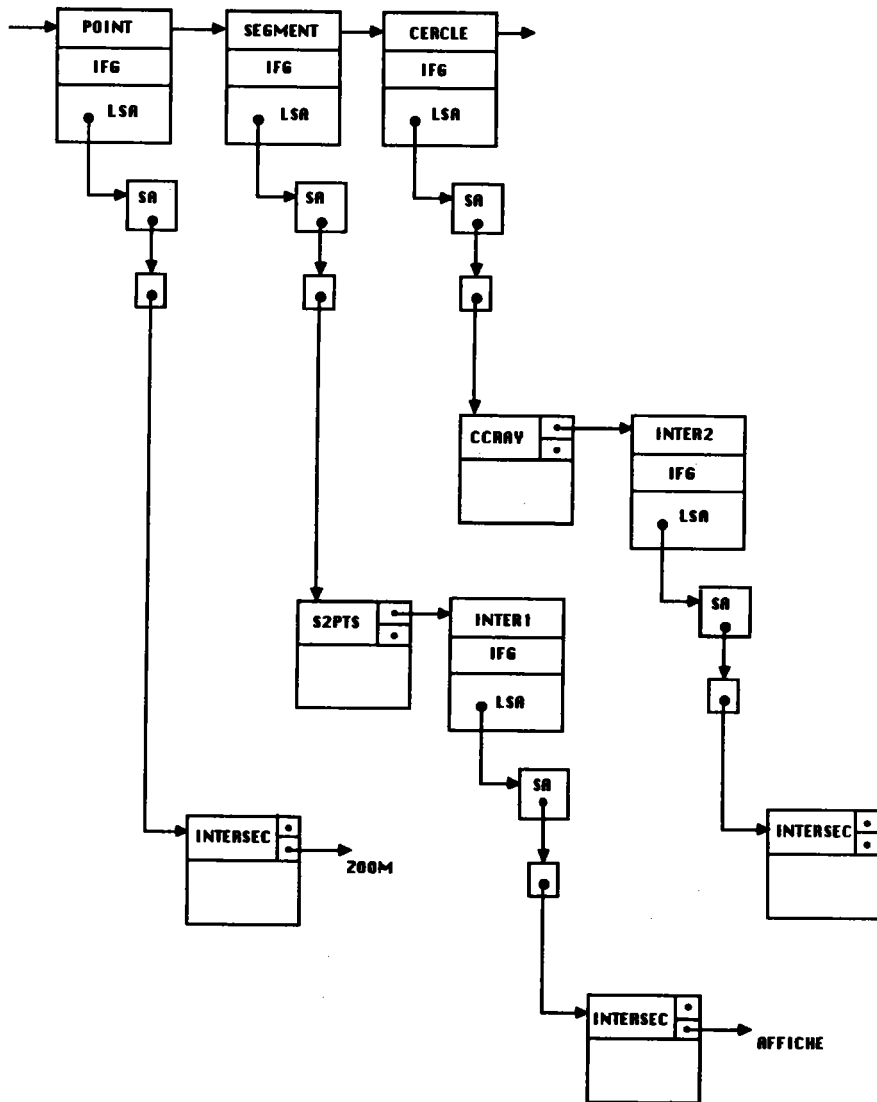 POINT
SEGMENT
CERCLE
IFG
IFG
IFG
LSA
LSA
LSA
SA
SA
SA
CCRAY
INTER2
IFG
LSA
SA
S2PTS
INTER1
IFG
LSA
SA
INTERSEC
INTERSEC
ZOOM
INTERSEC
AFFICHE